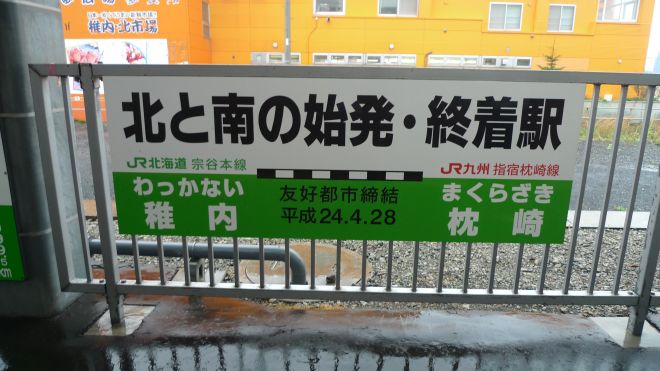 稚内・北市場
北と南の始発・終着駅
JR北海道 宗谷本線
JR九州 指宿枕崎線
わっかない
稚内
友好都市締結
平成24.4.28
まくらざき
枕崎